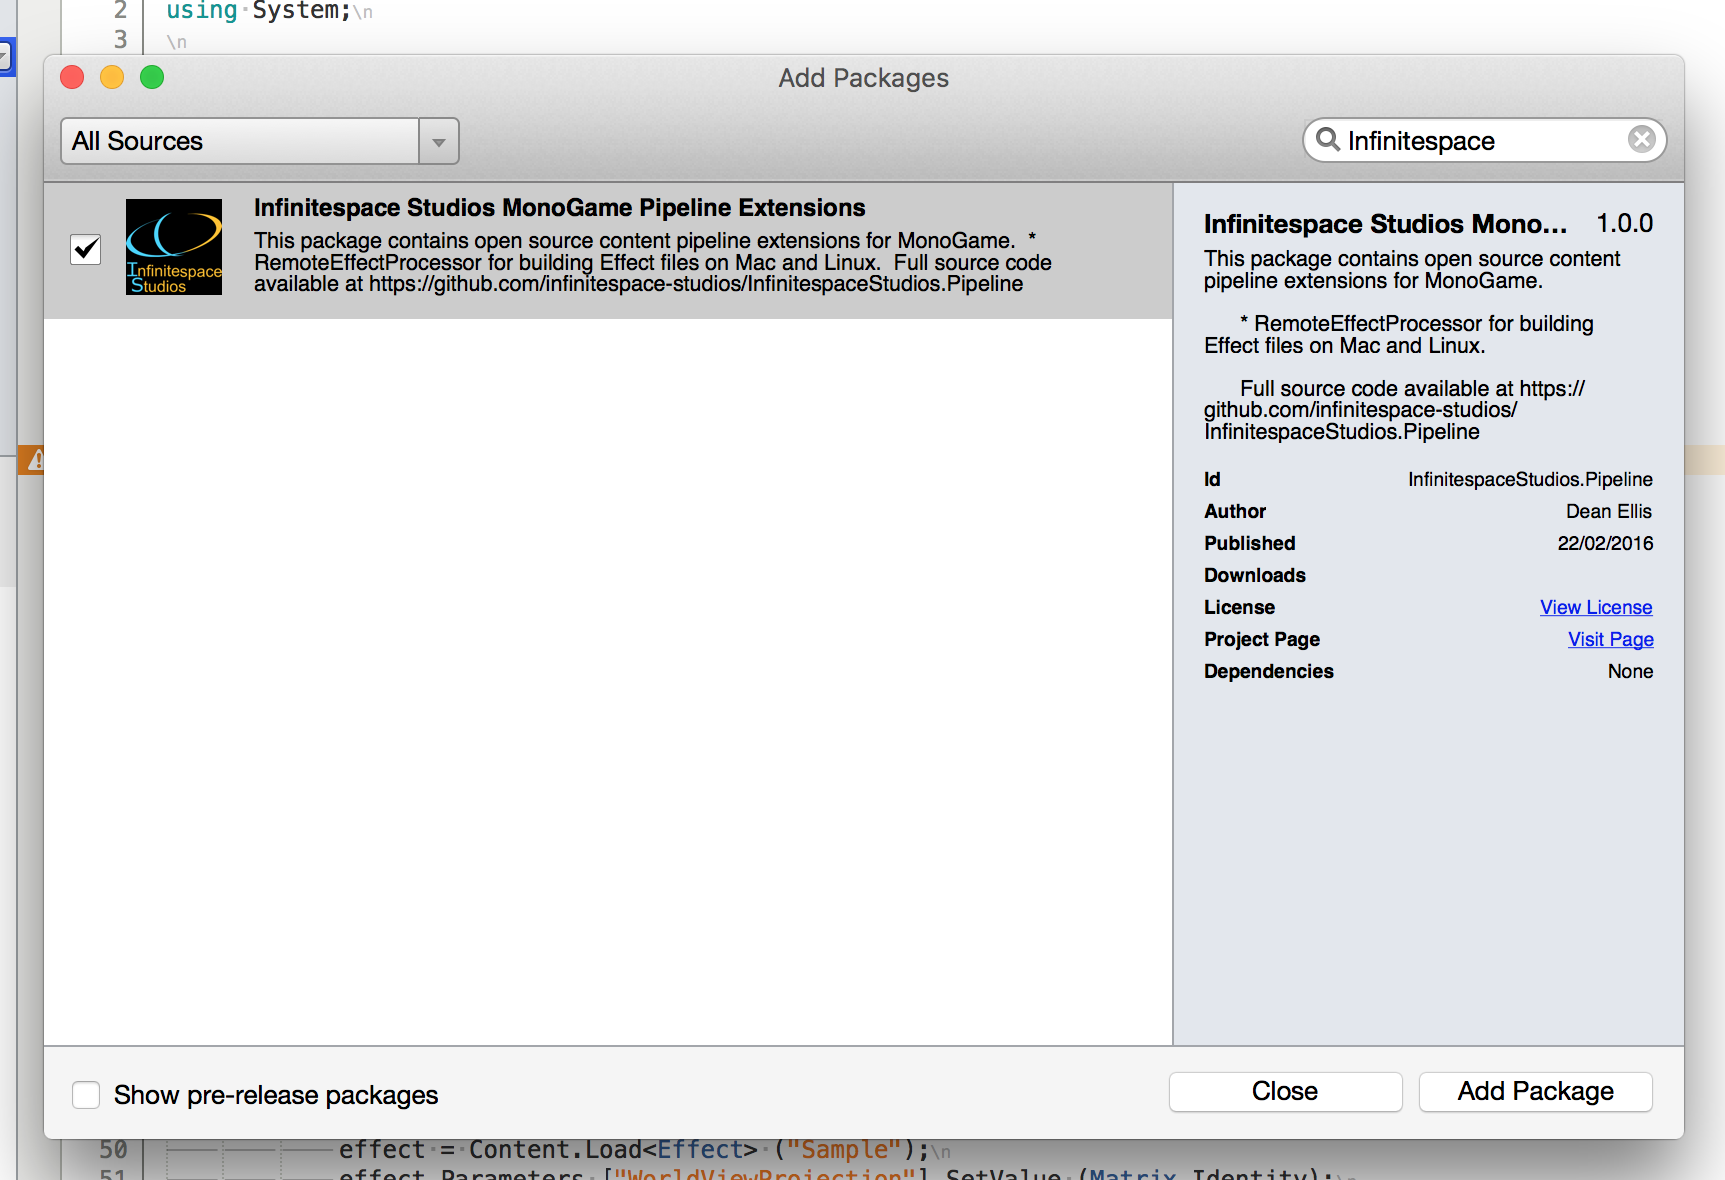 2 using System;\n
3 \n
Add Packages
All Sources
Infinitespace
Infinitespace Studios MonoGame Pipeline Extensions
This package contains open source content pipeline extensions for MonoGame. *
RemoteEffectProcessor for building Effect files on Mac and Linux. Full source code
available at https://github.com/infinitespace-studios/InfinitespaceStudios.Pipeline
Infinitespace
Studios
Infinitespace Studios Mono... 1.0.0
This package contains open source content
pipeline extensions for MonoGame.
* RemoteEffectProcessor for building
Effect files on Mac and Linux.
Full source code available at https://
github.com/infinitespace-studios/
InfinitespaceStudios.Pipeline
Id InfinitespaceStudios.Pipeline
Author Dean Ellis
Published 22/02/2016
Downloads
License View License
Project Page Visit Page
Dependencies None
Show pre-release packages
Close
Add Package
50 effect = Content.Load<Effect> ("Sample");\n
51 effect.Parameters ["WorldViewProjection"].SetValue (Matrix.Identity);